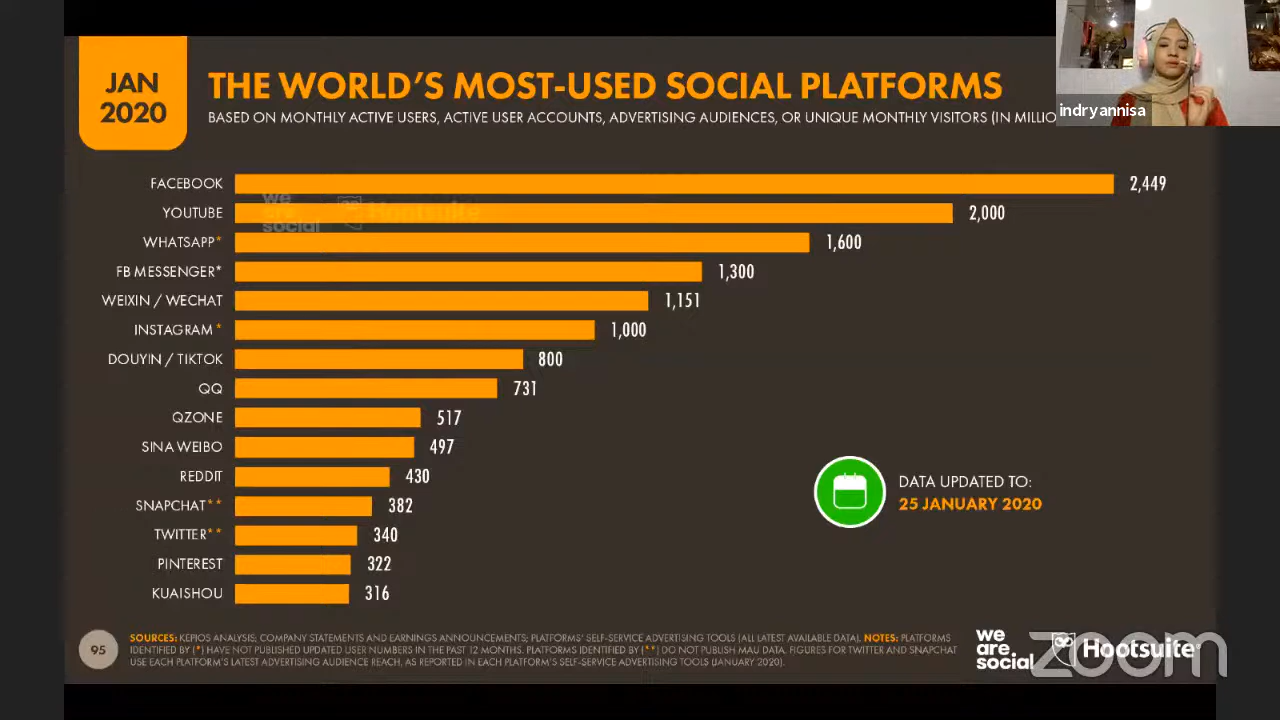 JAN
2020
THE WORLD'S MOST-USED SOCIAL PLATFORMS
BASED ON MONTHLY ACTIVE USERS, ACTIVE USER ACCOUNTS, ADVERTISING AUDIENCES, OR UNIQUE MONTHLY VISITORS (IN MILLIO
indryannisa
FACEBOOK 2,449
we are social Hootsuite
YOUTUBE 2,000
WHATSAPP* 1,600
FB MESSENGER* 1,300
WEIXIN / WECHAT 1,151
INSTAGRAM* 1,000
DOUYIN / TIKTOK 800
QQ 731
QZONE 517
SINA WEIBO 497
REDDIT 430
SNAPCHAT** 382
TWITTER** 340
PINTEREST 322
KUAISHOU 316
DATA UPDATED TO:
25 JANUARY 2020
95
SOURCES: KEPIOS ANALYSIS; COMPANY STATEMENTS AND EARNINGS ANNOUNCEMENTS; PLATFORMS' SELF-SERVICE ADVERTISING TOOLS (ALL LATEST AVAILABLE DATA). NOTES: PLATFORMS
IDENTIFIED BY (*) HAVE NOT PUBLISHED UPDATED USER NUMBERS IN THE PAST 12 MONTHS. PLATFORMS IDENTIFIED BY (**) DO NOT PUBLISH MAU DATA. FIGURES FOR TWITTER AND SNAPCHAT
USE EACH PLATFORM'S LATEST ADVERTISING AUDIENCE REACH, AS REPORTED IN EACH PLATFORM'S SELF-SERVICE ADVERTISING TOOLS (JANUARY 2020).
we
are
social
Hootsuite®
zoom